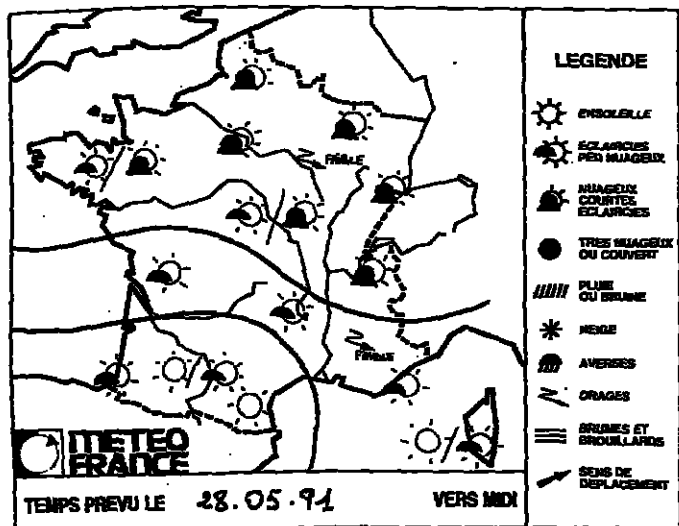 FAIBLE
FAIBLE
METEO
FRANCE
TEMPS PREVU LE 28.05.91 VERS MIDI
LEGENDE
ENSOLEILLE
ECLAIRCIES
PEU NUAGEUX
NUAGEUX
COURTES
ECLAIRCIES
TRES NUAGEUX
OU COUVERT
PLUIE
OU BRUINE
NEIGE
AVERSES
ORAGES
BRUMES ET
BROUILLARDS
SENS DE
DEPLACEMENT